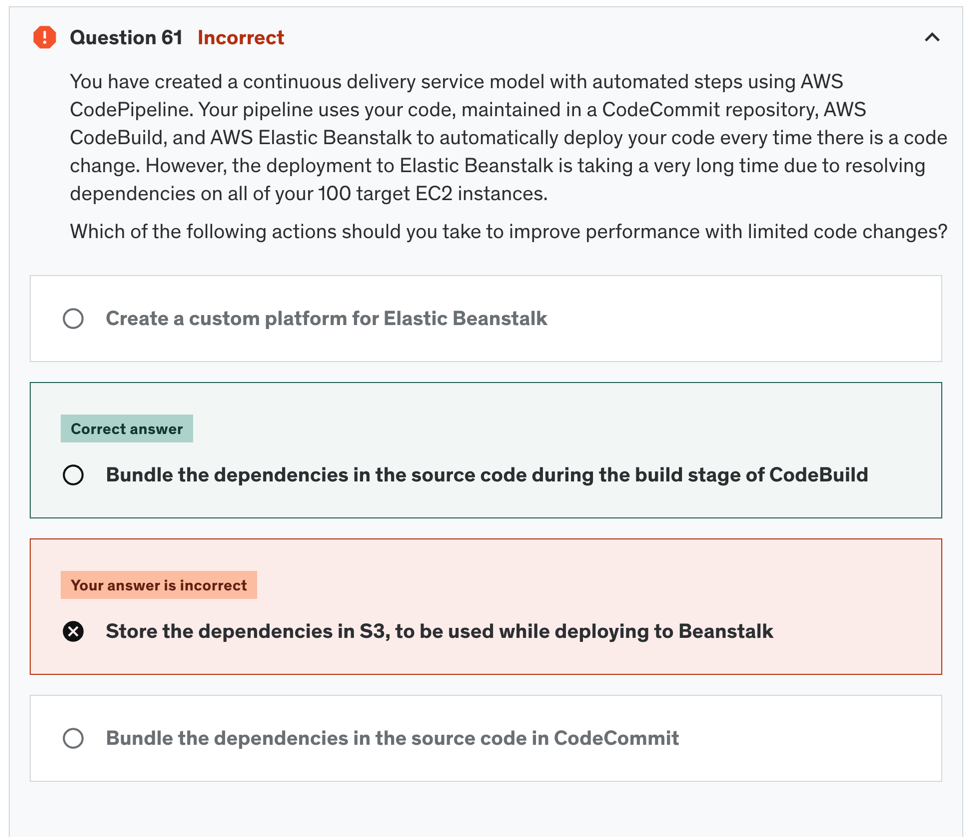 Question 61 Incorrect
You have created a continuous delivery service model with automated steps using AWS
CodePipeline. Your pipeline uses your code, maintained in a CodeCommit repository, AWS
CodeBuild, and AWS Elastic Beanstalk to automatically deploy your code every time there is a code
change. However, the deployment to Elastic Beanstalk is taking a very long time due to resolving
dependencies on all of your 100 target EC2 instances.
Which of the following actions should you take to improve performance with limited code changes?
Create a custom platform for Elastic Beanstalk
Correct answer
Bundle the dependencies in the source code during the build stage of CodeBuild
Your answer is incorrect
Store the dependencies in S3, to be used while deploying to Beanstalk
Bundle the dependencies in the source code in CodeCommit